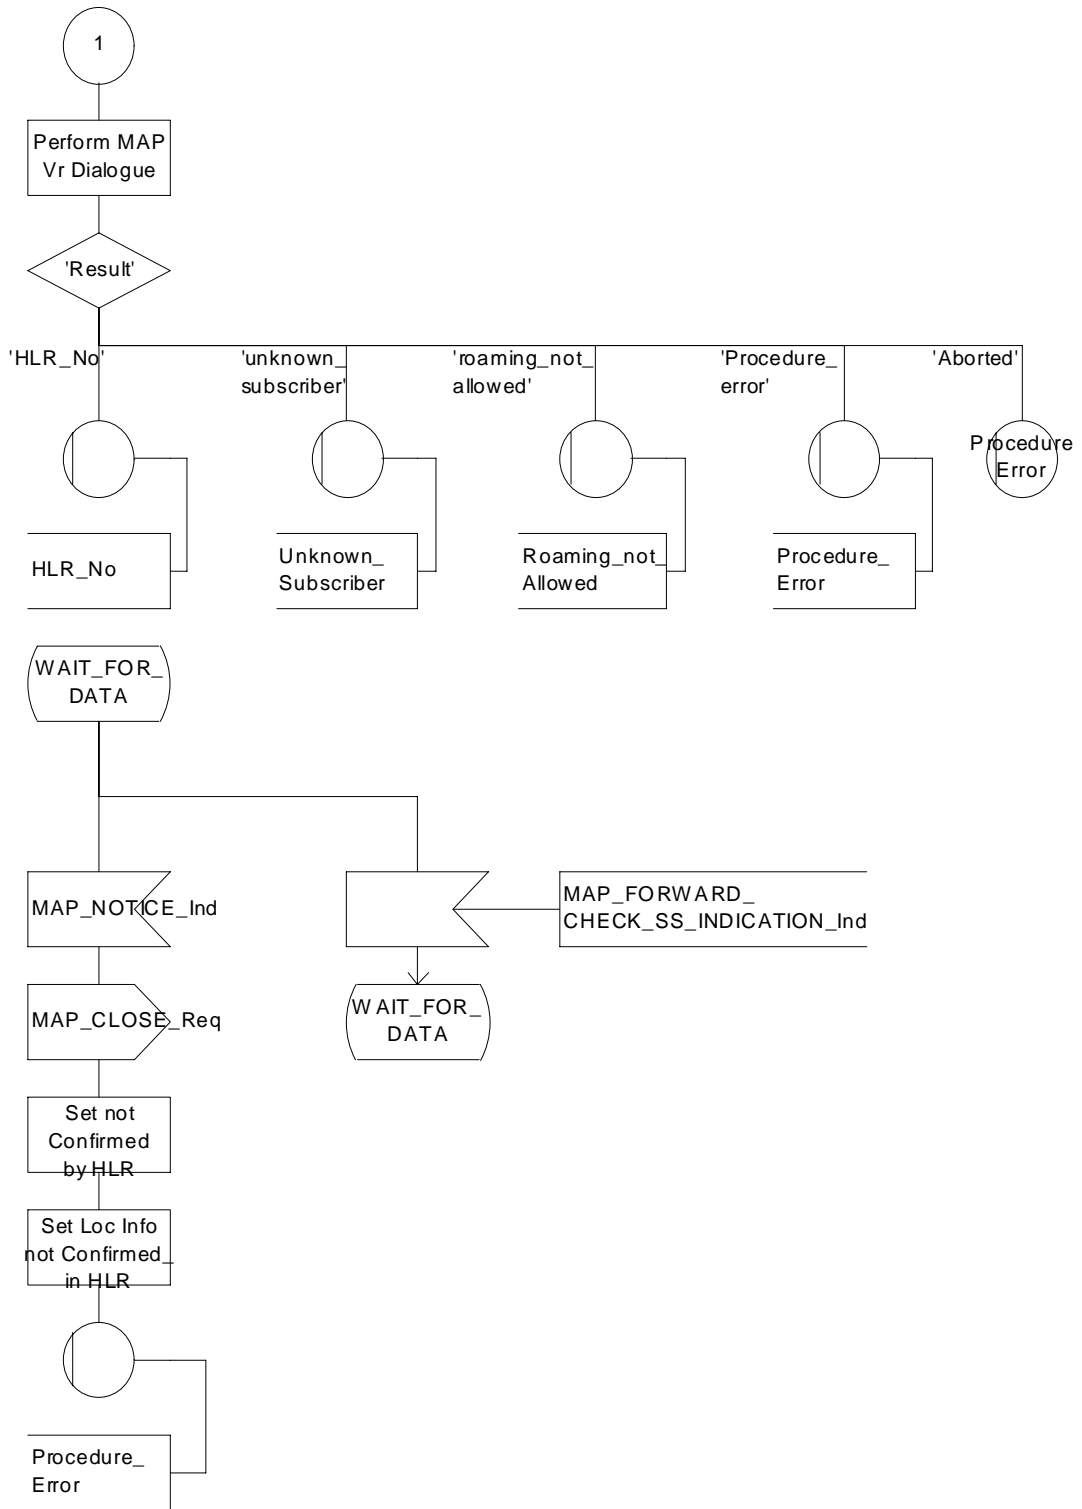 1
Perform MAP
Vr Dialogue
'Result'
'HLR_No'
'unknown_
subscriber'
'roaming_not_
allowed'
'Procedure_
error'
'Aborted'
Procedure
Error
HLR_No
Unknown_
Subscriber
Roaming_not_
Allowed
Procedure_
Error
WAIT_FOR_
DATA
MAP_NOTICE_Ind
MAP_FORWARD_
CHECK_SS_INDICATION_Ind
MAP_CLOSE_Req
WAIT_FOR_
DATA
Set not
Confirmed
by HLR
Set Loc Info
not Confirmed_
in HLR
Procedure_
Error